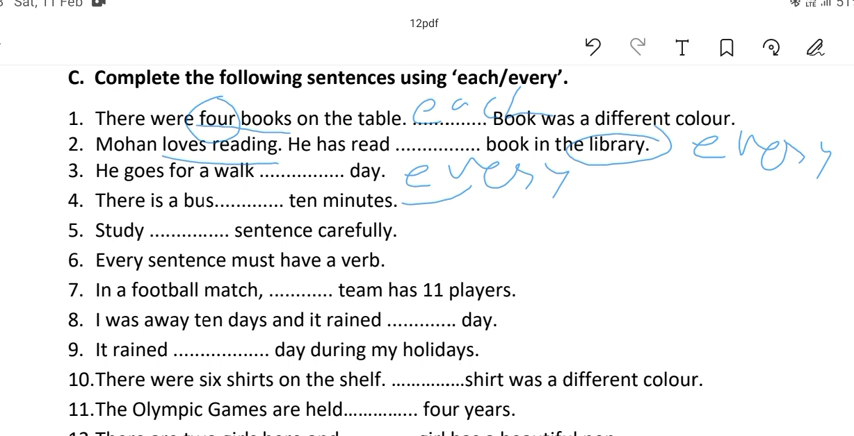 Sat, 11 Feb
LTE 51
12pdf
C. Complete the following sentences using ‘each/every’.
1. There were four books on the table. ............. Book was a different colour.
each
2. Mohan loves reading. He has read ............... book in the library.
every
3. He goes for a walk ............... day.
every
4. There is a bus............ ten minutes.
5. Study .............. sentence carefully.
6. Every sentence must have a verb.
7. In a football match, ........... team has 11 players.
8. I was away ten days and it rained ............ day.
9. It rained ................. day during my holidays.
10.There were six shirts on the shelf. .............shirt was a different colour.
11.The Olympic Games are held............. four years.